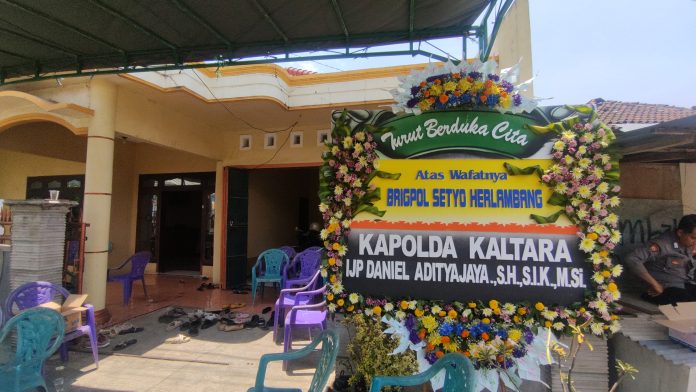 Turut Berduka Cita
Atas Wafatnya
BRIGPOL SETYO HERLAMBANG
KAPOLDA KALTARA
IJP DANIEL ADITYAJAYA.,S.H.,S.I.K.,M.Si.